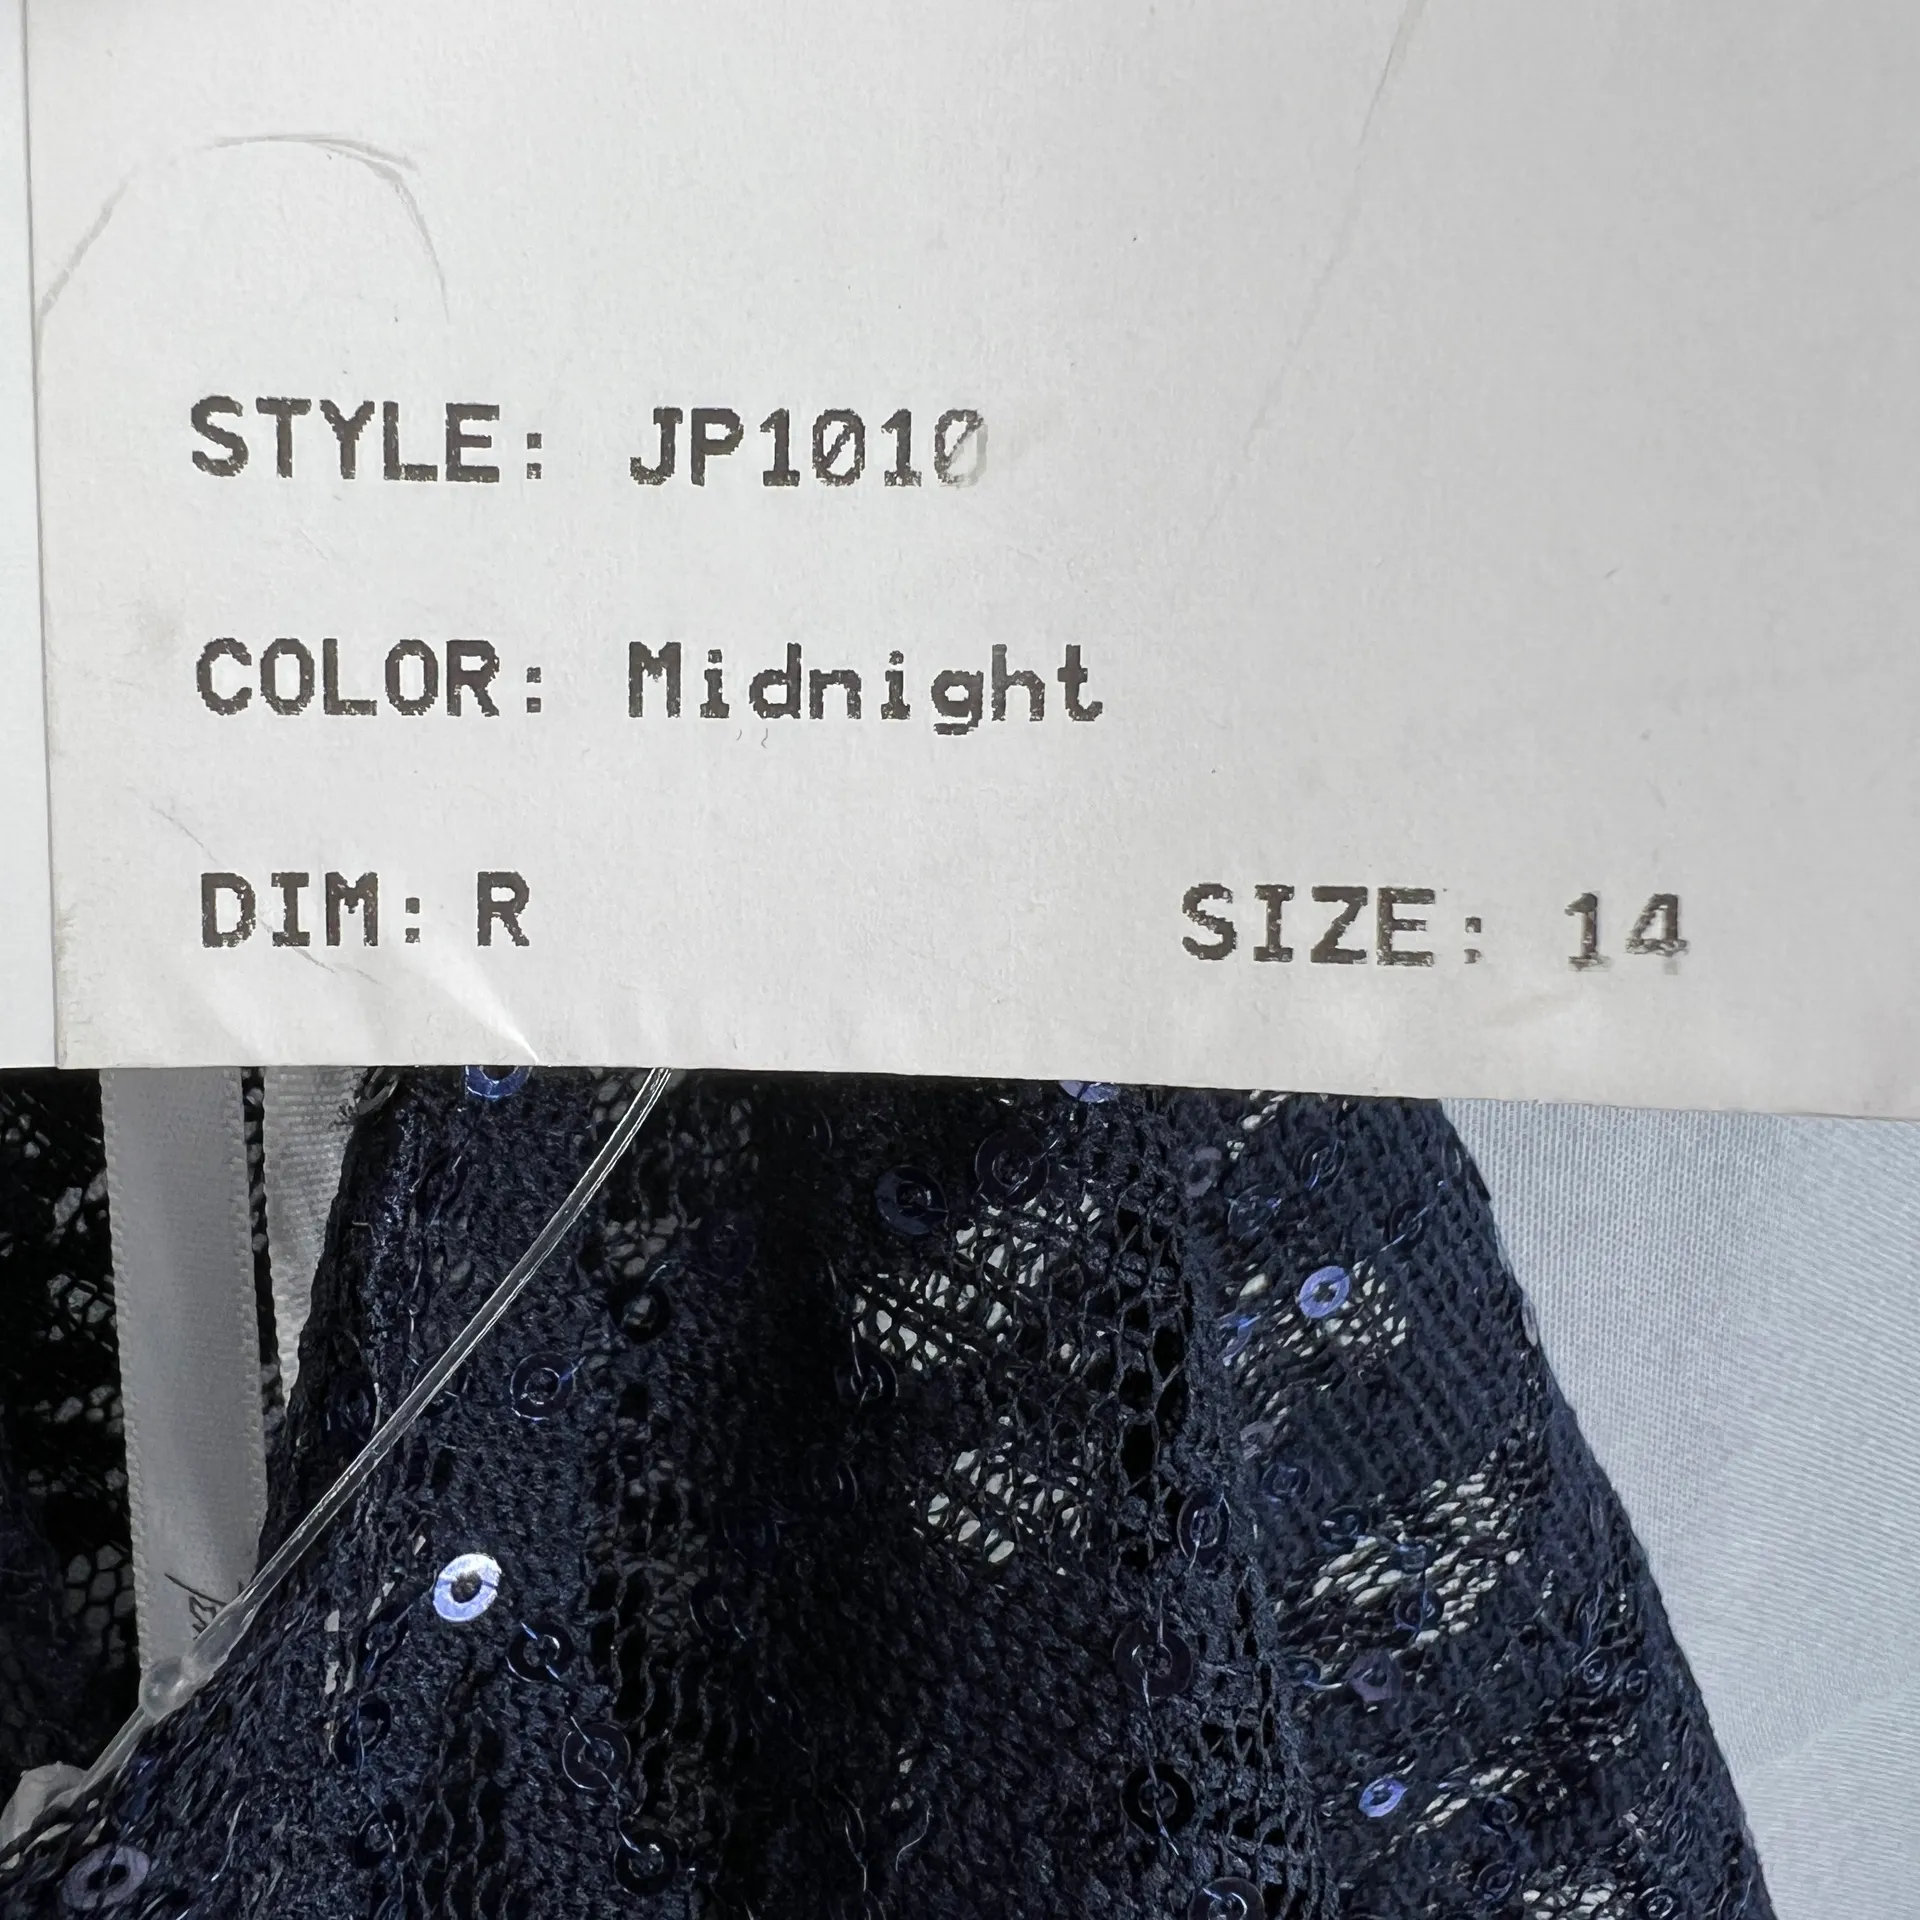 STYLE: JP1010
COLOR: Midnight
DIM: R SIZE: 14